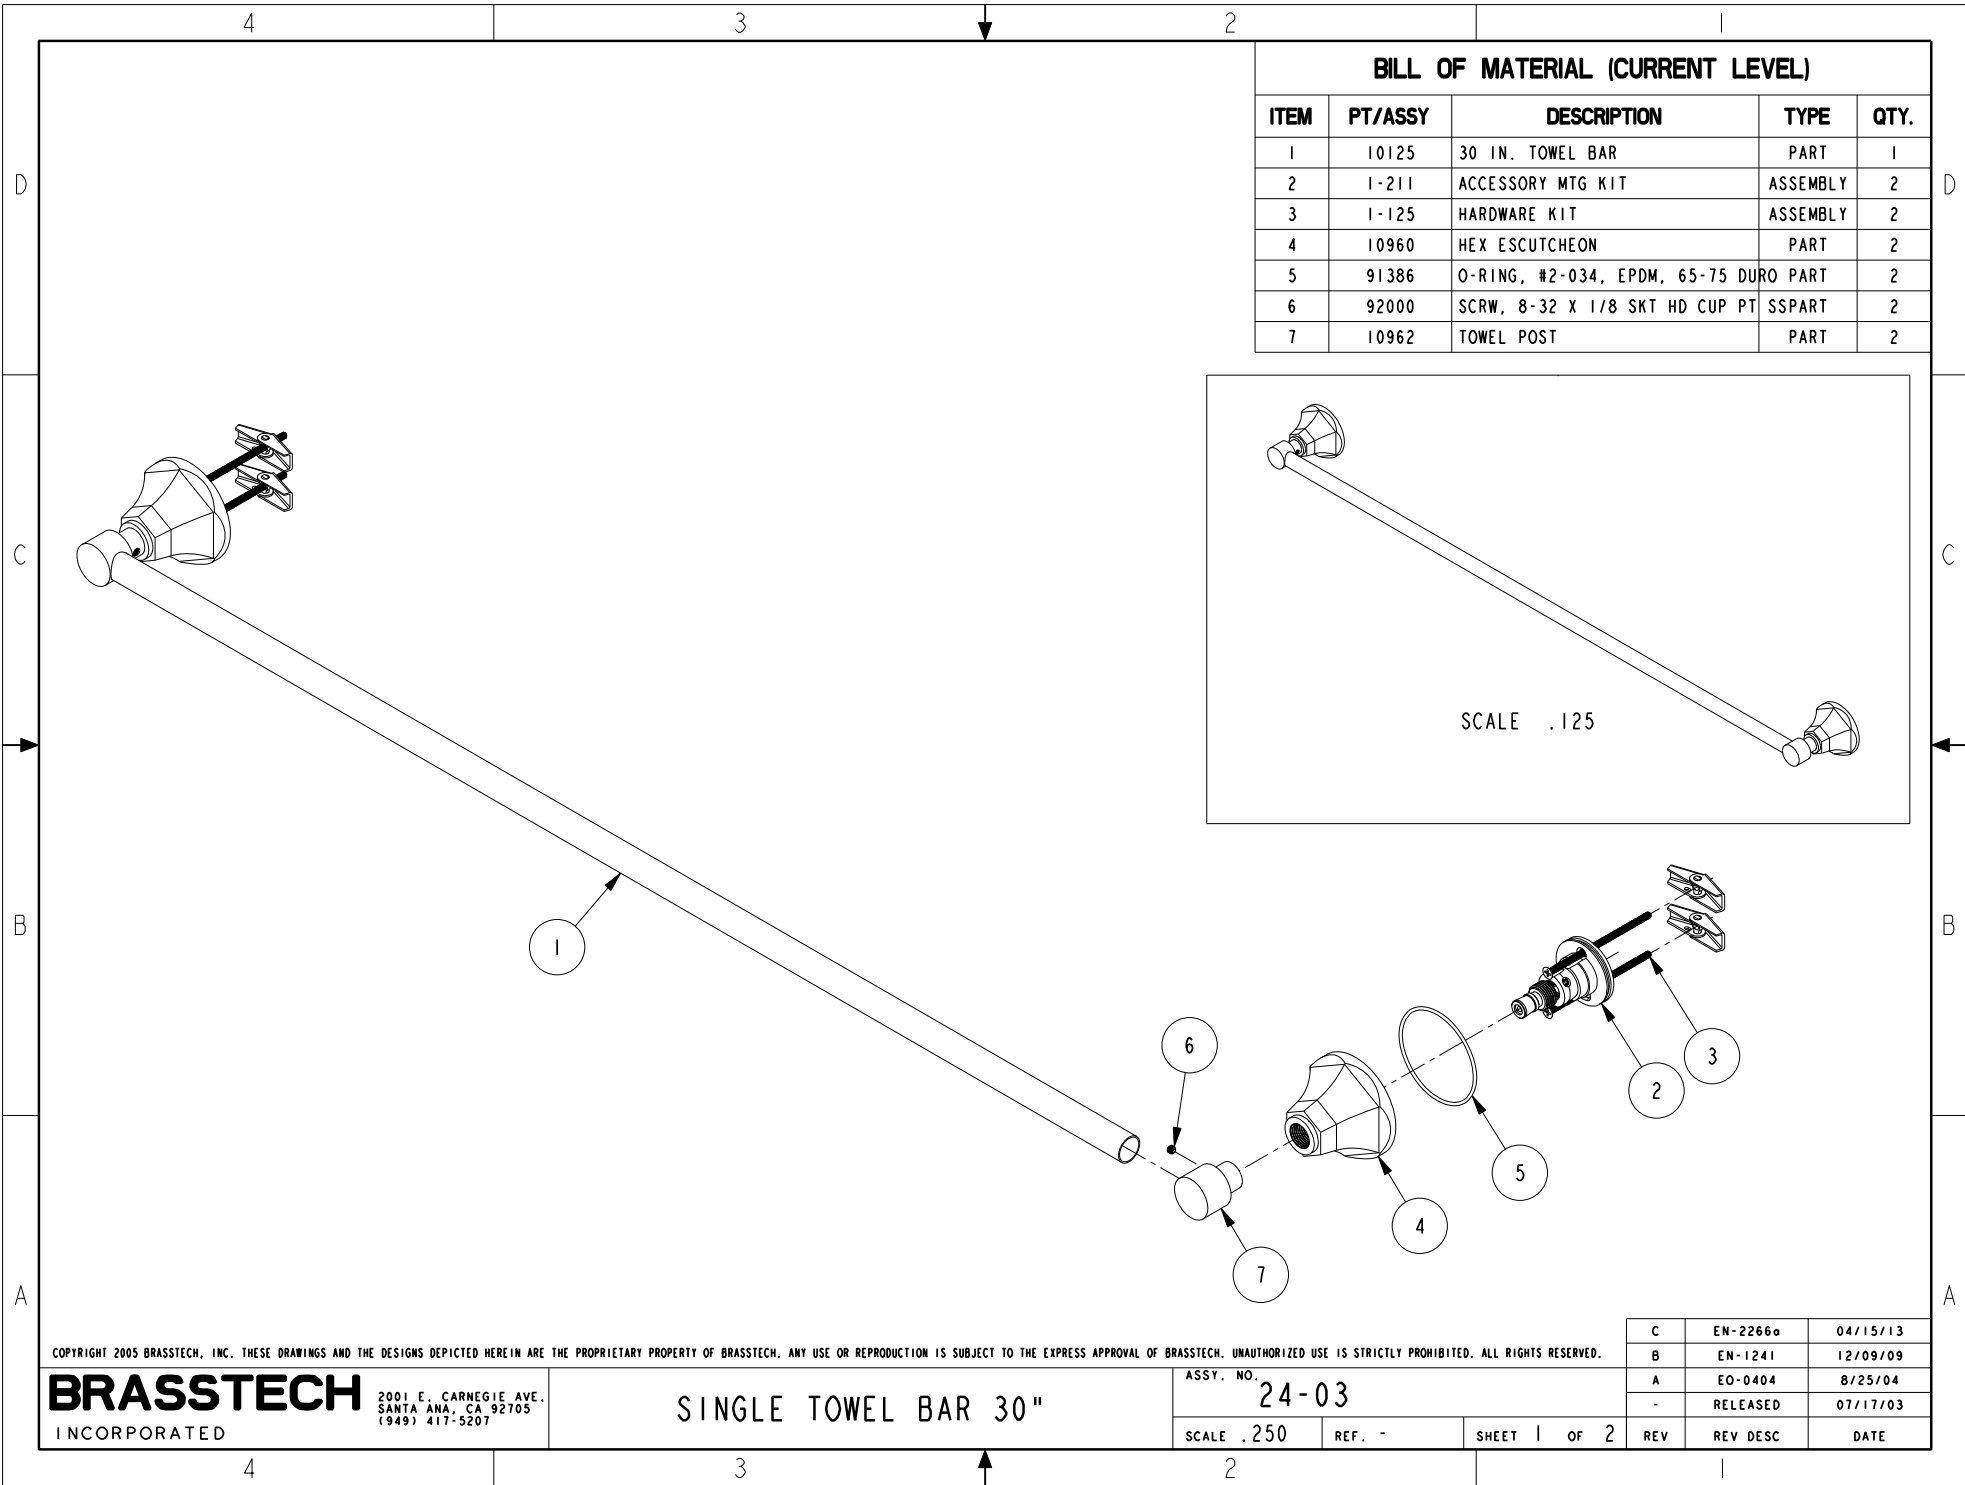 4 3 2 1
BILL OF MATERIAL (CURRENT LEVEL)
ITEM PT/ASSY DESCRIPTION TYPE QTY.
1 10125 30 IN. TOWEL BAR PART 1
2 1-211 ACCESSORY MTG KIT ASSEMBLY 2
3 1-125 HARDWARE KIT ASSEMBLY 2
4 10960 HEX ESCUTCHEON PART 2
5 91386 O-RING, #2-034, EPDM, 65-75 DURO PART 2
6 92000 SCRW, 8-32 X 1/8 SKT HD CUP PT SSPART 2
7 10962 TOWEL POST PART 2
D D
C C
SCALE .125
B B
1
6
3
2
5
4
7
A A
COPYRIGHT 2005 BRASSTECH, INC. THESE DRAWINGS AND THE DESIGNS DEPICTED HEREIN ARE THE PROPRIETARY PROPERTY OF BRASSTECH. ANY USE OR REPRODUCTION IS SUBJECT TO THE EXPRESS APPROVAL OF BRASSTECH. UNAUTHORIZED USE IS STRICTLY PROHIBITED. ALL RIGHTS RESERVED.
BRASSTECH
INCORPORATED
2001 E. CARNEGIE AVE.
SANTA ANA, CA 92705
(949) 417-5207
SINGLE TOWEL BAR 30"
ASSY. NO.
24-03
SCALE .250 REF. - SHEET 1 OF 2
C EN-2266a 04/15/13
B EN-1241 12/09/09
A EO-0404 8/25/04
- RELEASED 07/17/03
REV REV DESC DATE
4 3 2 1